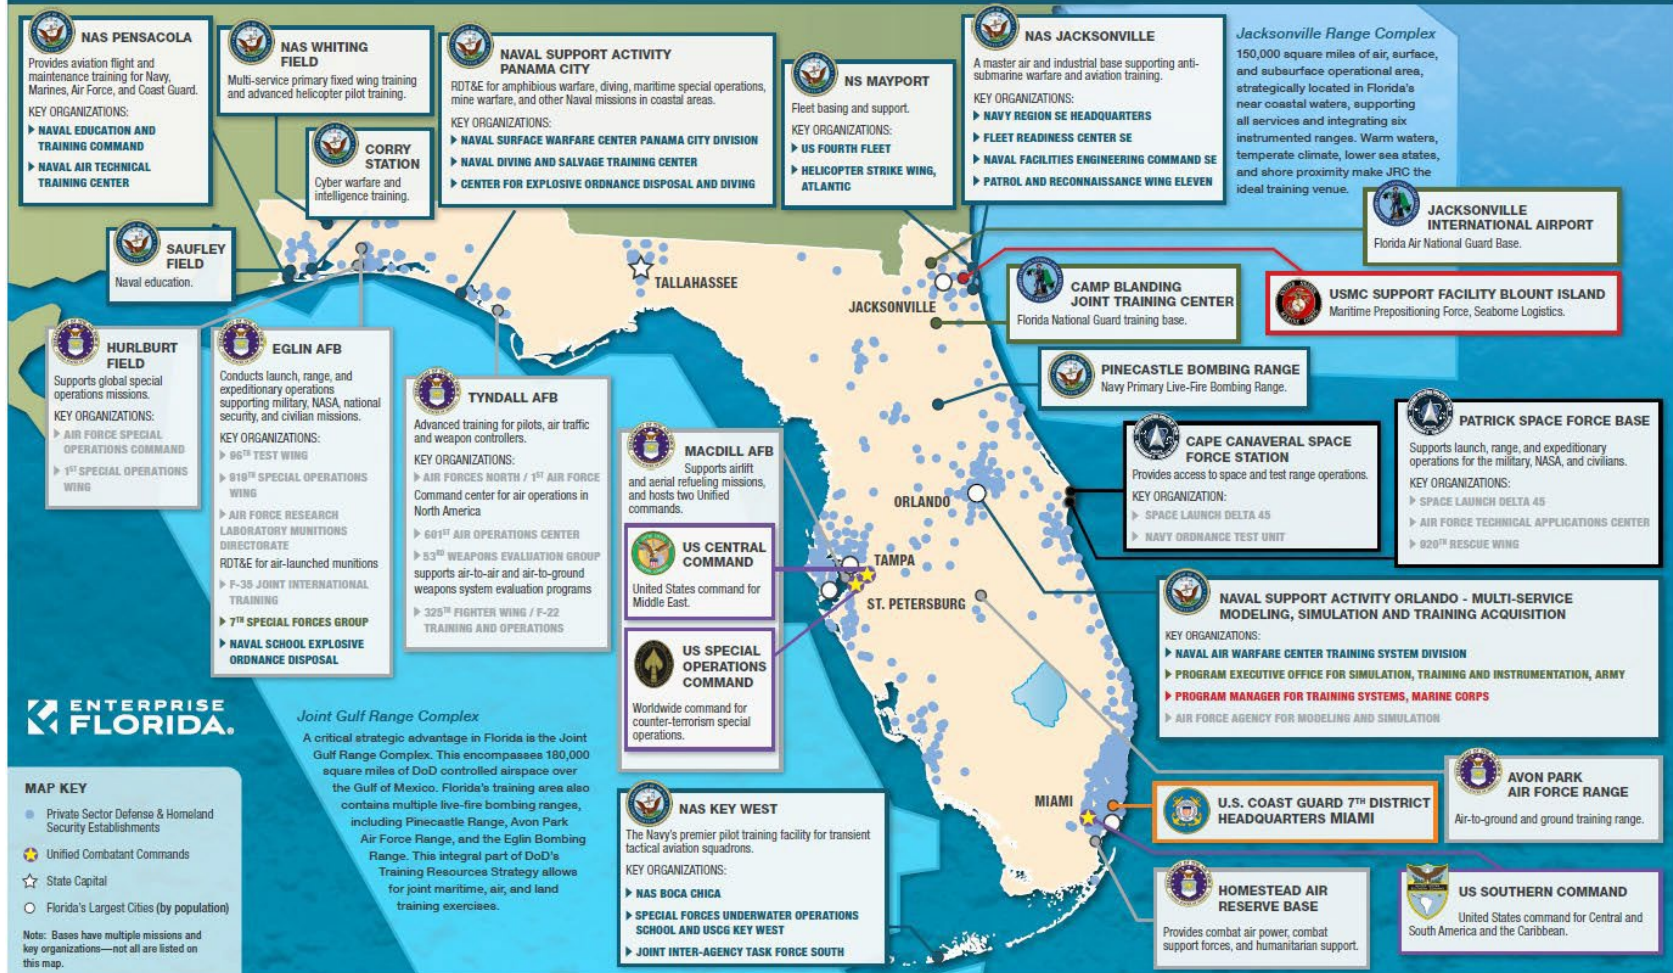 NAS PENSACOLA
Provides aviation flight and
maintenance training for Navy,
Marines, Air Force, and Coast Guard.
KEY ORGANIZATIONS:
NAVAL EDUCATION AND
TRAINING COMMAND
NAVAL AIR TECHNICAL
TRAINING CENTER
NAS WHITING
FIELD
Multi-service primary fixed wing training
and advanced helicopter pilot training.
CORRY
STATION
Cyber warfare and
intelligence training.
NAVAL SUPPORT ACTIVITY
PANAMA CITY
RDT&E for amphibious warfare, diving, maritime special operations,
mine warfare, and other Naval missions in coastal areas.
KEY ORGANIZATIONS:
NAVAL SURFACE WARFARE CENTER PANAMA CITY DIVISION
NAVAL DIVING AND SALVAGE TRAINING CENTER
CENTER FOR EXPLOSIVE ORDNANCE DISPOSAL AND DIVING
NS MAYPORT
Fleet basing and support.
KEY ORGANIZATIONS:
US FOURTH FLEET
HELICOPTER STRIKE WING,
ATLANTIC
NAS JACKSONVILLE
A master air and industrial base supporting anti-
submarine warfare and aviation training.
KEY ORGANIZATIONS:
NAVY REGION SE HEADQUARTERS
FLEET READINESS CENTER SE
NAVAL FACILITIES ENGINEERING COMMAND SE
PATROL AND RECONNAISSANCE WING ELEVEN
Jacksonville Range Complex
150,000 square miles of air, surface,
and subsurface operational area,
strategically located in Florida's
near coastal waters, supporting
all services and integrating six
instrumented ranges. Warm waters,
temperate climate, lower sea states,
and shore proximity make JRC the
ideal training venue.
JACKSONVILLE
INTERNATIONAL AIRPORT
Florida Air National Guard Base.
SAUFLEY
FIELD
Naval education.
TALLAHASSEE
JACKSONVILLE
CAMP BLANDING
JOINT TRAINING CENTER
Florida National Guard training base.
USMC SUPPORT FACILITY BLOUNT ISLAND
Maritime Prepositioning Force, Seaborne Logistics.
HURLBURT
FIELD
Supports global special
operations missions.
KEY ORGANIZATIONS:
AIR FORCE SPECIAL
OPERATIONS COMMAND
1ST SPECIAL OPERATIONS
WING
EGLIN AFB
Conducts launch, range, and
expeditionary operations
supporting military, NASA, national
security, and civilian missions.
KEY ORGANIZATIONS:
96TH TEST WING
919TH SPECIAL OPERATIONS
WING
AIR FORCE RESEARCH
LABORATORY MUNITIONS
DIRECTORATE
RDT&E for air-launched munitions
F-35 JOINT INTERNATIONAL
TRAINING
7TH SPECIAL FORCES GROUP
NAVAL SCHOOL EXPLOSIVE
ORDNANCE DISPOSAL
TYNDALL AFB
Advanced training for pilots, air traffic
and weapon controllers.
KEY ORGANIZATIONS:
AIR FORCES NORTH / 1ST AIR FORCE
Command center for air operations in
North America
601ST AIR OPERATIONS CENTER
53RD WEAPONS EVALUATION GROUP
supports air-to-air and air-to-ground
weapons system evaluation programs
325TH FIGHTER WING / F-22
TRAINING AND OPERATIONS
MACDILL AFB
Supports airlift
and aerial refueling missions,
and hosts two Unified
commands.
US CENTRAL
COMMAND
United States command for
Middle East.
US SPECIAL
OPERATIONS
COMMAND
Worldwide command for
counter-terrorism special
operations.
PINECASTLE BOMBING RANGE
Navy Primary Live-Fire Bombing Range.
CAPE CANAVERAL SPACE
FORCE STATION
Provides access to space and test range operations.
KEY ORGANIZATION:
SPACE LAUNCH DELTA 45
NAVY ORDNANCE TEST UNIT
PATRICK SPACE FORCE BASE
Supports launch, range, and expeditionary
operations for the military, NASA, and civilians.
KEY ORGANIZATIONS:
SPACE LAUNCH DELTA 45
AIR FORCE TECHNICAL APPLICATIONS CENTER
920TH RESCUE WING
ORLANDO
TAMPA
ST. PETERSBURG
NAVAL SUPPORT ACTIVITY ORLANDO - MULTI-SERVICE
MODELING, SIMULATION AND TRAINING ACQUISITION
KEY ORGANIZATIONS:
NAVAL AIR WARFARE CENTER TRAINING SYSTEM DIVISION
PROGRAM EXECUTIVE OFFICE FOR SIMULATION, TRAINING AND INSTRUMENTATION, ARMY
PROGRAM MANAGER FOR TRAINING SYSTEMS, MARINE CORPS
AIR FORCE AGENCY FOR MODELING AND SIMULATION
ENTERPRISE
FLORIDA.
Joint Gulf Range Complex
A critical strategic advantage in Florida is the Joint
Gulf Range Complex. This encompasses 180,000
square miles of DoD controlled airspace over
the Gulf of Mexico. Florida's training area also
contains multiple live-fire bombing ranges,
including Pinecastle Range, Avon Park
Air Force Range, and the Eglin Bombing
Range. This integral part of DoD's
Training Resources Strategy allows
for joint maritime, air, and land
training exercises.
MAP KEY
Private Sector Defense & Homeland
Security Establishments
Unified Combatant Commands
State Capital
Florida's Largest Cities (by population)
Note: Bases have multiple missions and
key organizations—not all are listed on
this map.
NAS KEY WEST
The Navy's premier pilot training facility for transient
tactical aviation squadrons.
KEY ORGANIZATIONS:
NAS BOCA CHICA
SPECIAL FORCES UNDERWATER OPERATIONS
SCHOOL AND USCG KEY WEST
JOINT INTER-AGENCY TASK FORCE SOUTH
MIAMI
U.S. COAST GUARD 7TH DISTRICT
HEADQUARTERS MIAMI
AVON PARK
AIR FORCE RANGE
Air-to-ground and ground training range.
HOMESTEAD AIR
RESERVE BASE
Provides combat air power, combat
support forces, and humanitarian support.
US SOUTHERN COMMAND
United States command for Central and
South America and the Caribbean.